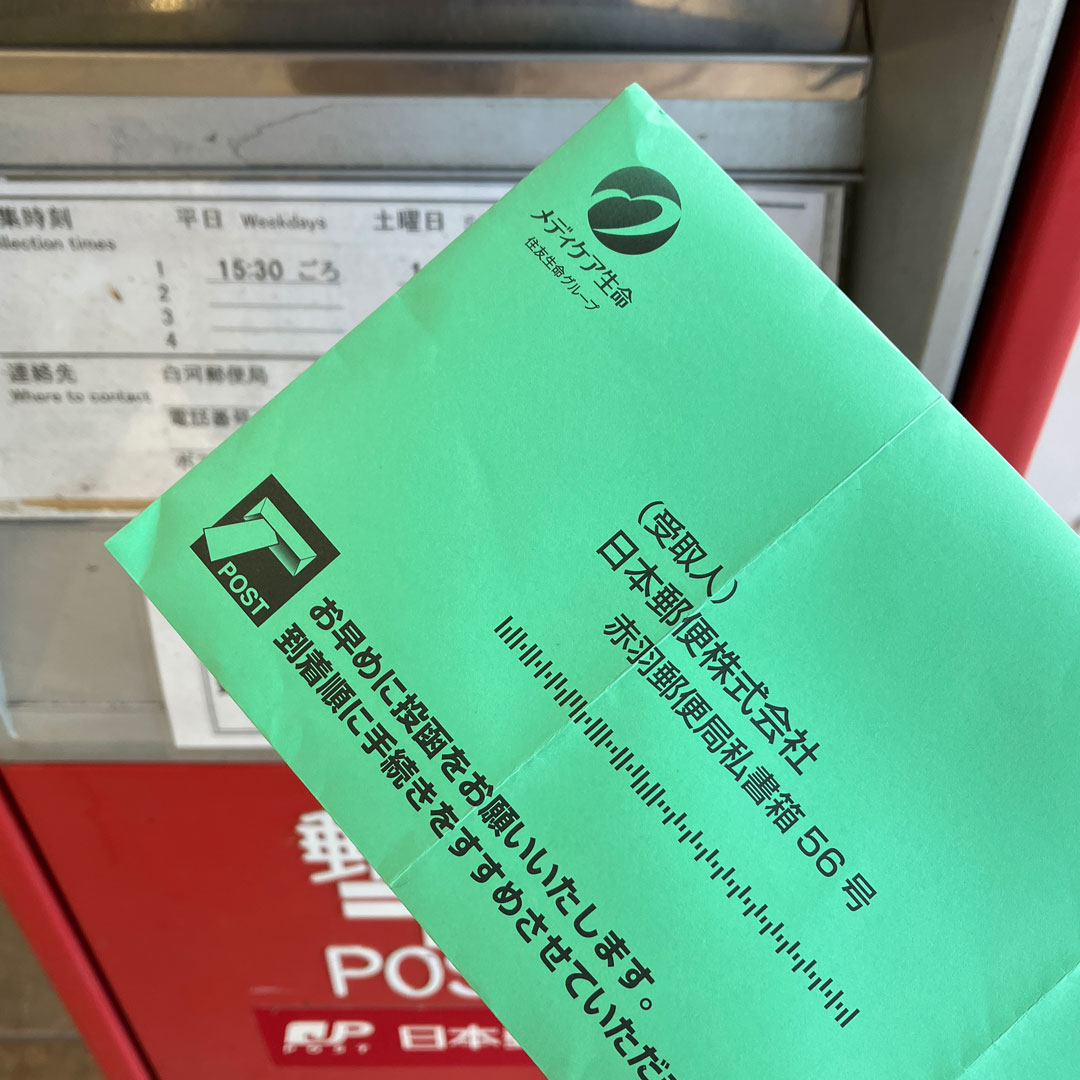 集時刻
llection times
平日 Weekdays
土曜日
1 15:30 ごろ
2
3
4
連絡先
Where to contact
白河郵便局
電話番号
メディケア生命
住友生命グループ
POST
(受取人)
日本郵便株式会社
赤羽郵便局私書箱 56 号
お早めに投函をお願いいたします。
到着順に手続きをすすめさせていただき
郵
POS
JP
POST
日本